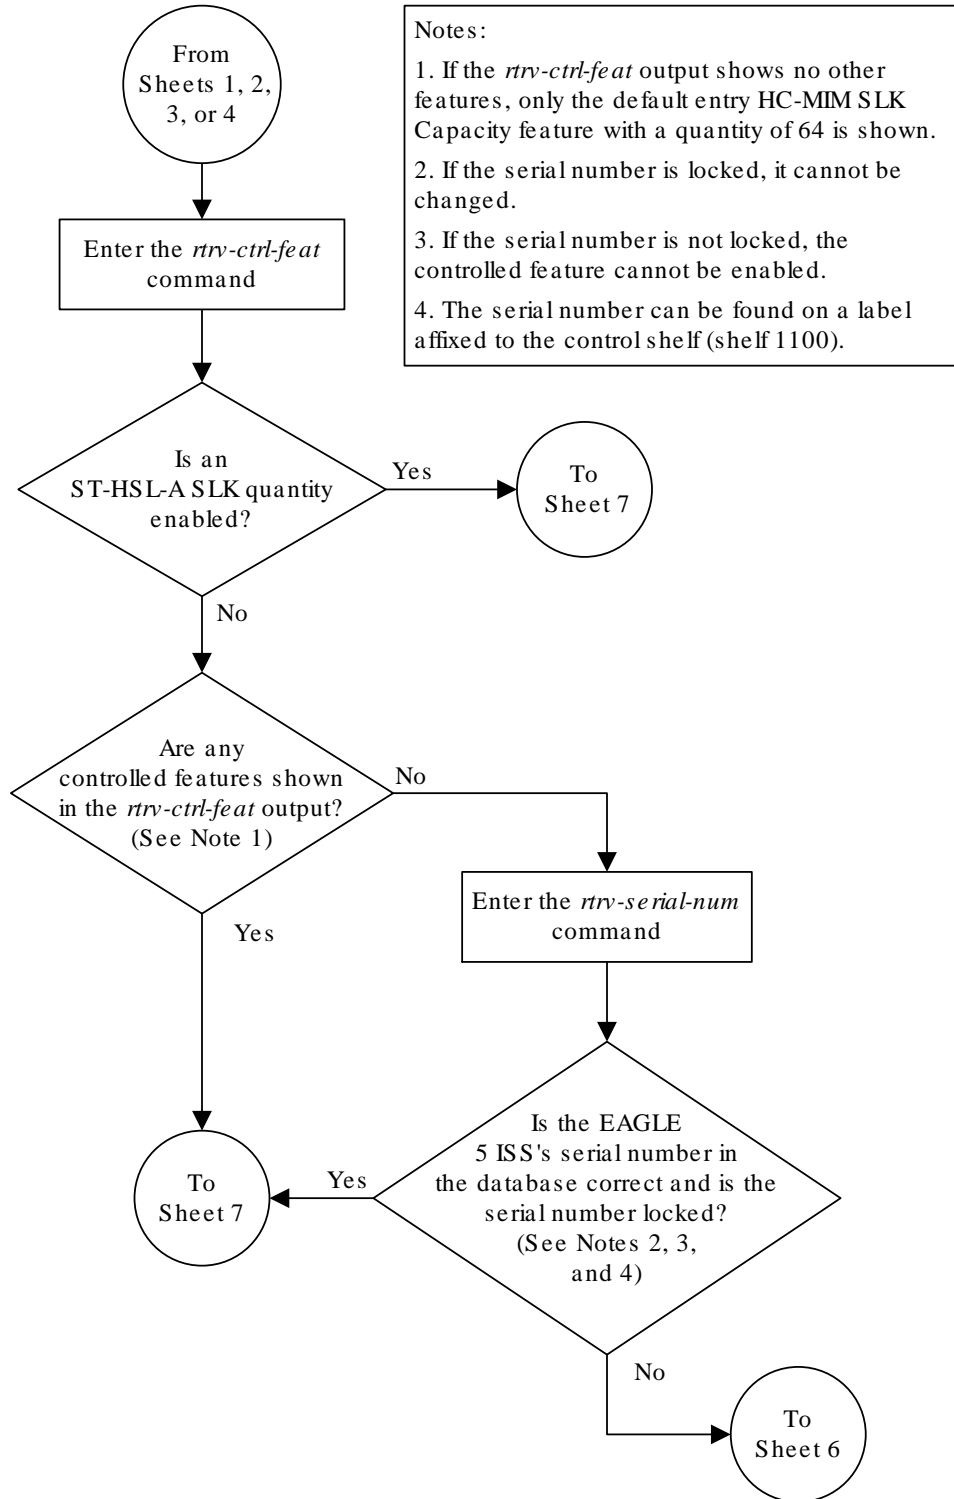 From
Sheets 1, 2,
3, or 4
Notes:
1. If the rtrv-ctrl-feat output shows no other
features, only the default entry HC-MIM SLK
Capacity feature with a quantity of 64 is shown.
2. If the serial number is locked, it cannot be
changed.
3. If the serial number is not locked, the
controlled feature cannot be enabled.
4. The serial number can be found on a label
affixed to the control shelf (shelf 1100).
Enter the rtrv-ctrl-feat
command
Is an
ST-HSL-A SLK quantity
enabled?
Yes
To
Sheet 7
No
Are any
controlled features shown
in the rtrv-ctrl-feat output?
(See Note 1)
No
Yes
Enter the rtrv-serial-num
command
Is the EAGLE
5 ISS's serial number in
the database correct and is the
serial number locked?
(See Notes 2, 3,
and 4)
Yes
To
Sheet 7
No
To
Sheet 6